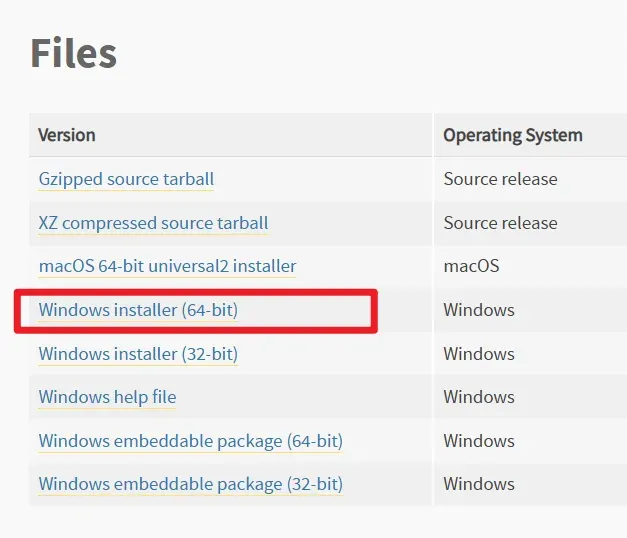 Files
Version Operating System
Gzipped source tarball Source release
XZ compressed source tarball Source release
macOS 64-bit universal2 installer macOS
Windows installer (64-bit) Windows
Windows installer (32-bit) Windows
Windows help file Windows
Windows embeddable package (64-bit) Windows
Windows embeddable package (32-bit) Windows